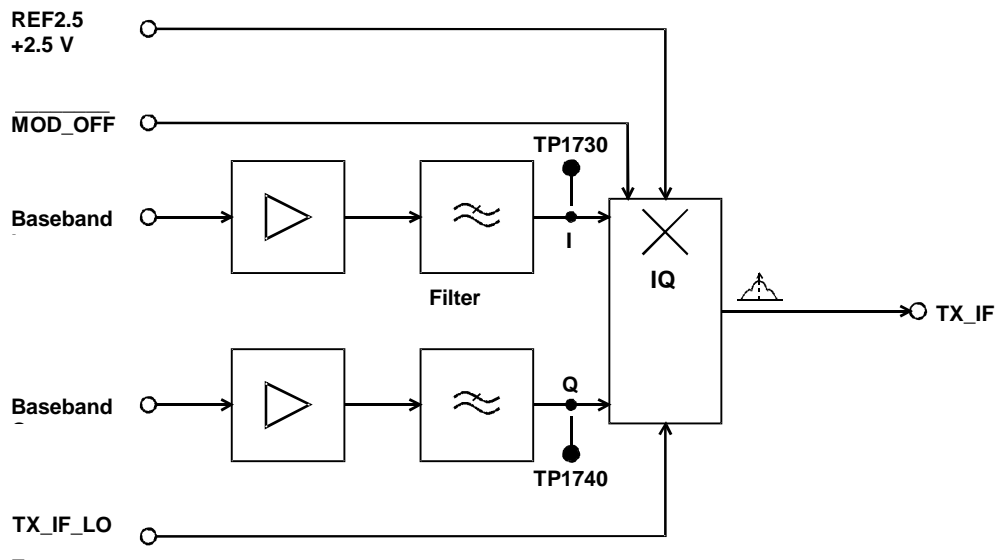 REF2.5
+2.5 V
MOD_OFF
TP1730
Baseband
I
IQ
Filter
TX_IF
Q
Baseband
TP1740
TX_IF_LO